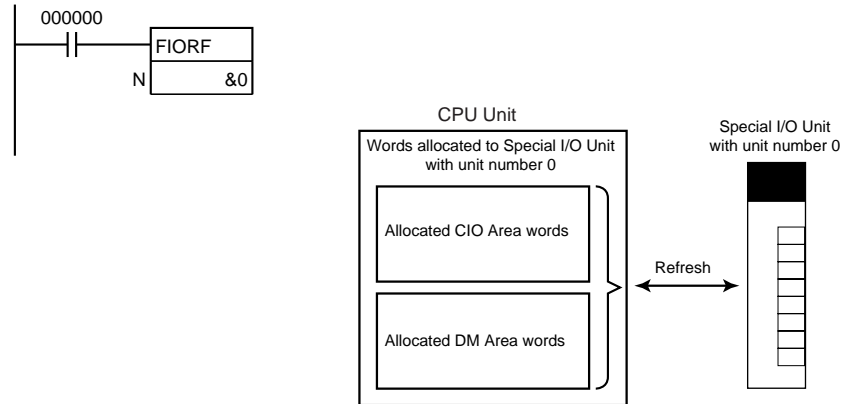 000000
FIORF
N &0
CPU Unit
Words allocated to Special I/O Unit
with unit number 0
Allocated CIO Area words
Allocated DM Area words
Refresh
Special I/O Unit
with unit number 0